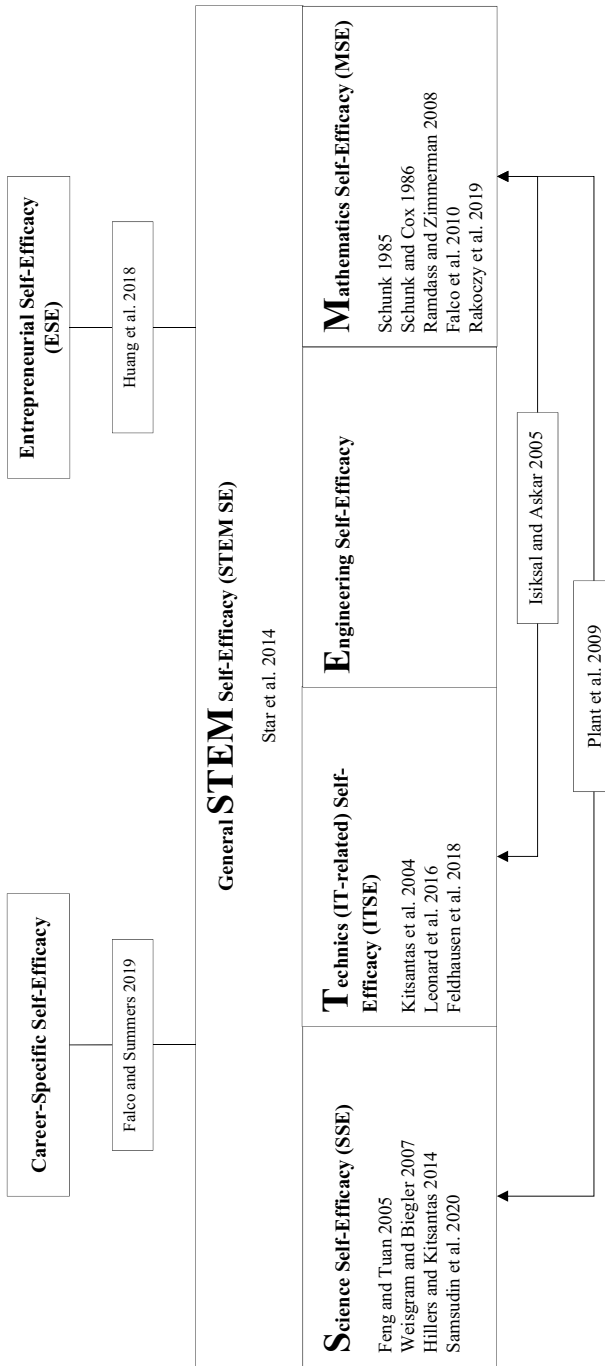 Career-Specific Self-Efficacy
Entrepreneurial Self-Efficacy
(ESE)
Falco and Summers 2019
Huang et al. 2018
General STEM Self-Efficacy (STEM SE)
Star et al. 2014
Science Self-Efficacy (SSE)
Feng and Tuan 2005
Weisgram and Biegler 2007
Hillers and Kitsantas 2014
Samsudin et al. 2020
Technics (IT-related) Self-
Efficacy (ITSE)
Kitsantas et al. 2004
Leonard et al. 2016
Feldhausen et al. 2018
Engineering Self-Efficacy
Mathematics Self-Efficacy (MSE)
Schunk 1985
Schunk and Cox 1986
Ramdass and Zimmerman 2008
Falco et al. 2010
Rakoczy et al. 2019
Isiksal and Askar 2005
Plant et al. 2009